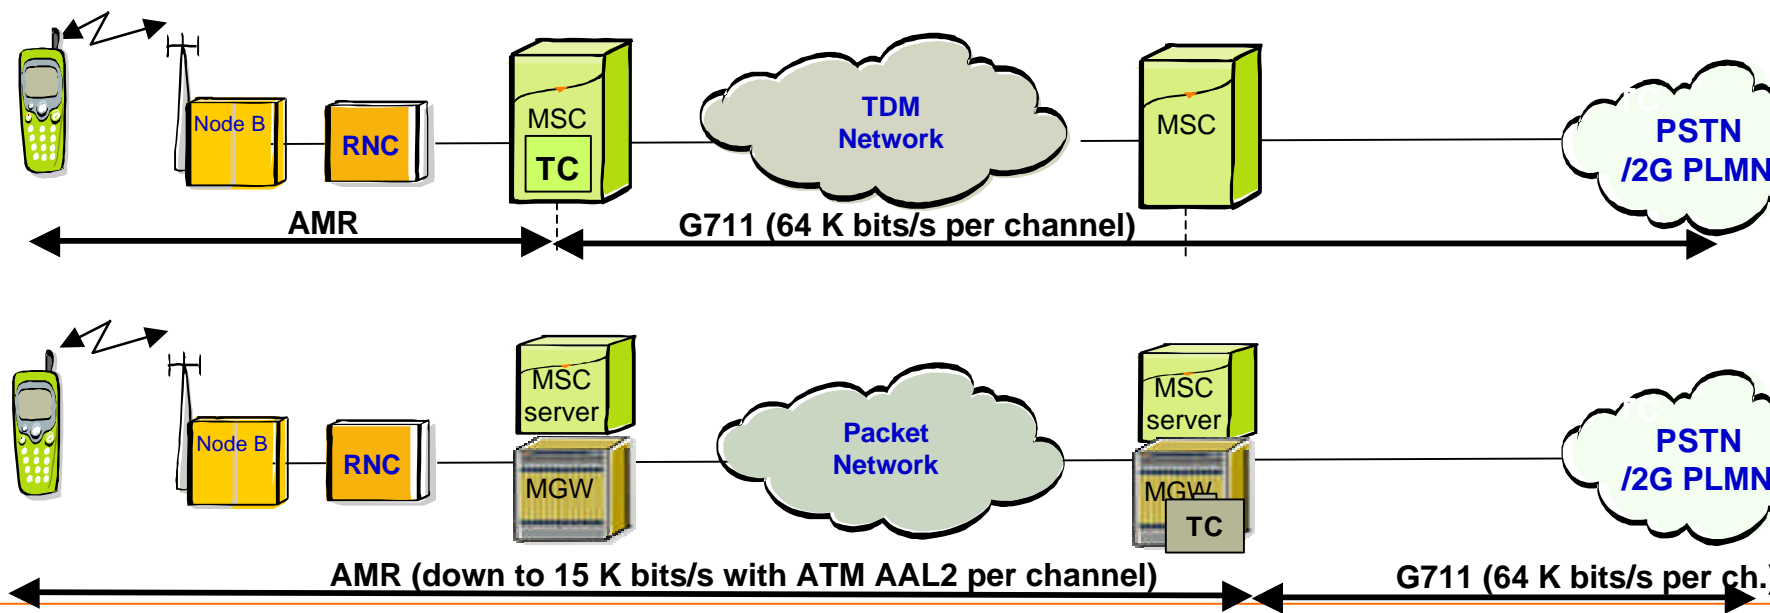 Node B
RNC
MSC
TC
TDM
Network
MSC
TC
PSTN
/2G PLMN
AMR
G711 (64 K bits/s per channel)
Node B
RNC
MSC
server
MGW
Packet
Network
MSC
server
MGW
TC
TC
PSTN
/2G PLMN
AMR (down to 15 K bits/s with ATM AAL2 per channel)
G711 (64 K bits/s per ch.)